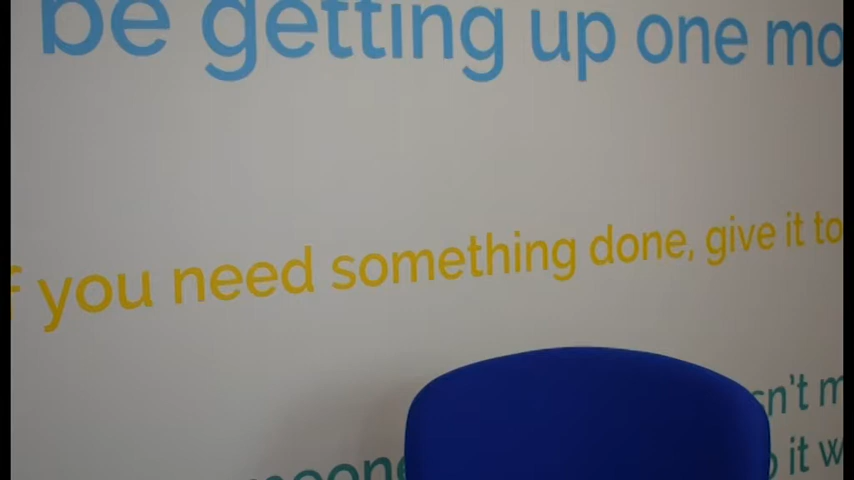 be getting up one mo
f you need something done, give it to
sn't m
meone
it w